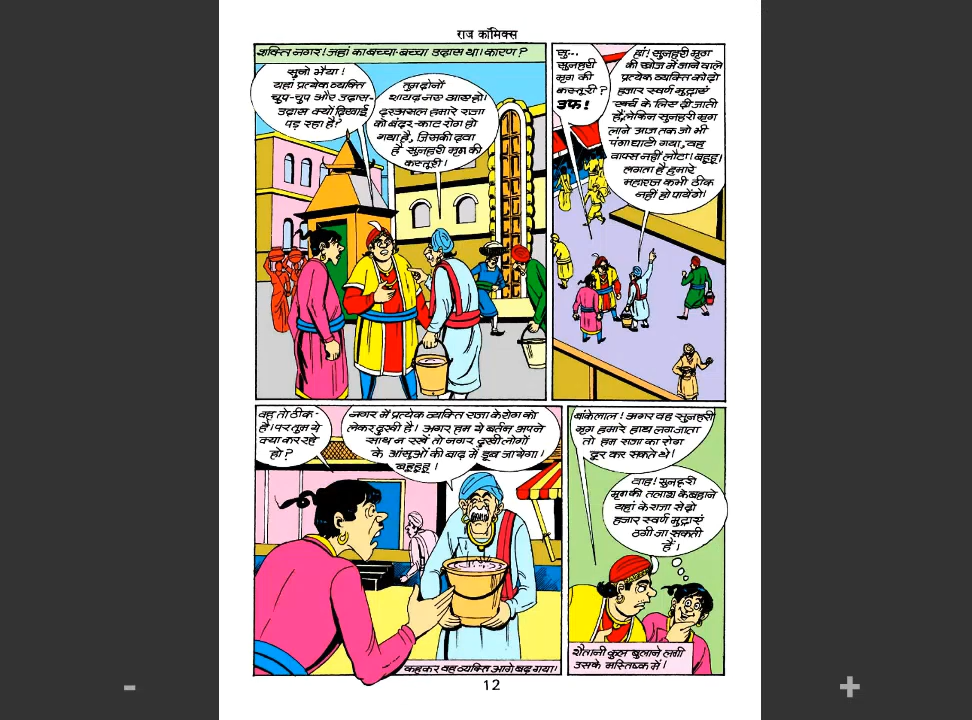 राज कॉमिक्स
शक्ति नगर! जहां का बच्चा-बच्चा उदास था। कारण?
सुनो भैया!
यहां प्रत्येक व्यक्ति
चुप-चुप और उदास-
उदास क्यों दिखाई
पड़ रहा है?
तुम दोनों
शायद नए आए हो।
दरअसल हमारे राजा
को बंदर-काट रोग हो
गया है, जिसकी दवा
है सुनहरी मृग की
कस्तूरी।
सु...
सुनहरी
मृग की
कस्तूरी?
उफ!
हां! सुनहरी मृग
की खोज में जाने वाले
प्रत्येक व्यक्ति को दो
हजार स्वर्ण मुद्राएं
खर्च के लिए दी जाती
हैं, लेकिन सुनहरी मृग
लाने आज तक जो भी
पंगा घाटी गया, वह
वापस नहीं लौटा। बहूहू!
लगता है हमारे
महाराज कभी ठीक
नहीं हो पायेंगे।
वह तो ठीक-
है। पर तुम ये
क्या कर रहे
हो?
नगर में प्रत्येक व्यक्ति राजा के रोग को
लेकर दुखी है। अगर हम ये बर्तन अपने
साथ न रखें तो नगर दुखी लोगों
के आंसुओं की बाढ़ में डूब जायेगा।
बहूहूहू!
कहकर वह व्यक्ति आगे बढ़ गया।
बांकेलाल! अगर वह सुनहरी
मृग हमारे हाथ लग जाता
तो हम राजा का रोग
दूर कर सकते थे।
वाह! सुनहरी
मृग की तलाश के बहाने
यहां के राजा से दो
हजार स्वर्ण मुद्राएं
ठगी जा सकती
हैं।
शैतानी कुल बुलाने लगी
उसके मस्तिष्क में।
12
-
+